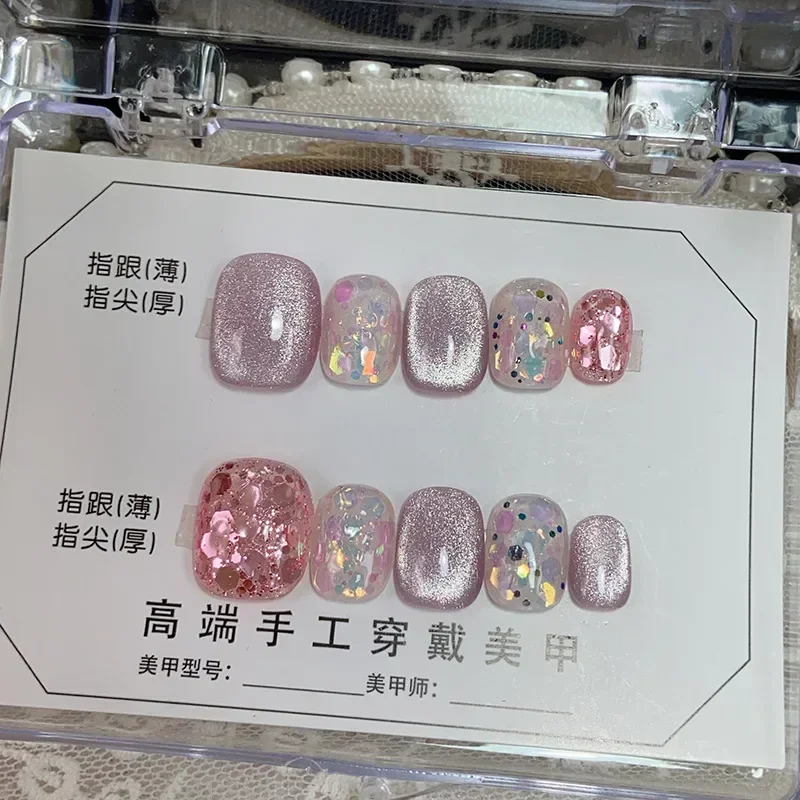 指跟(薄)
指尖(厚)
指跟(薄)
指尖(厚)
高端手工穿戴美甲
美甲型号：
美甲师：